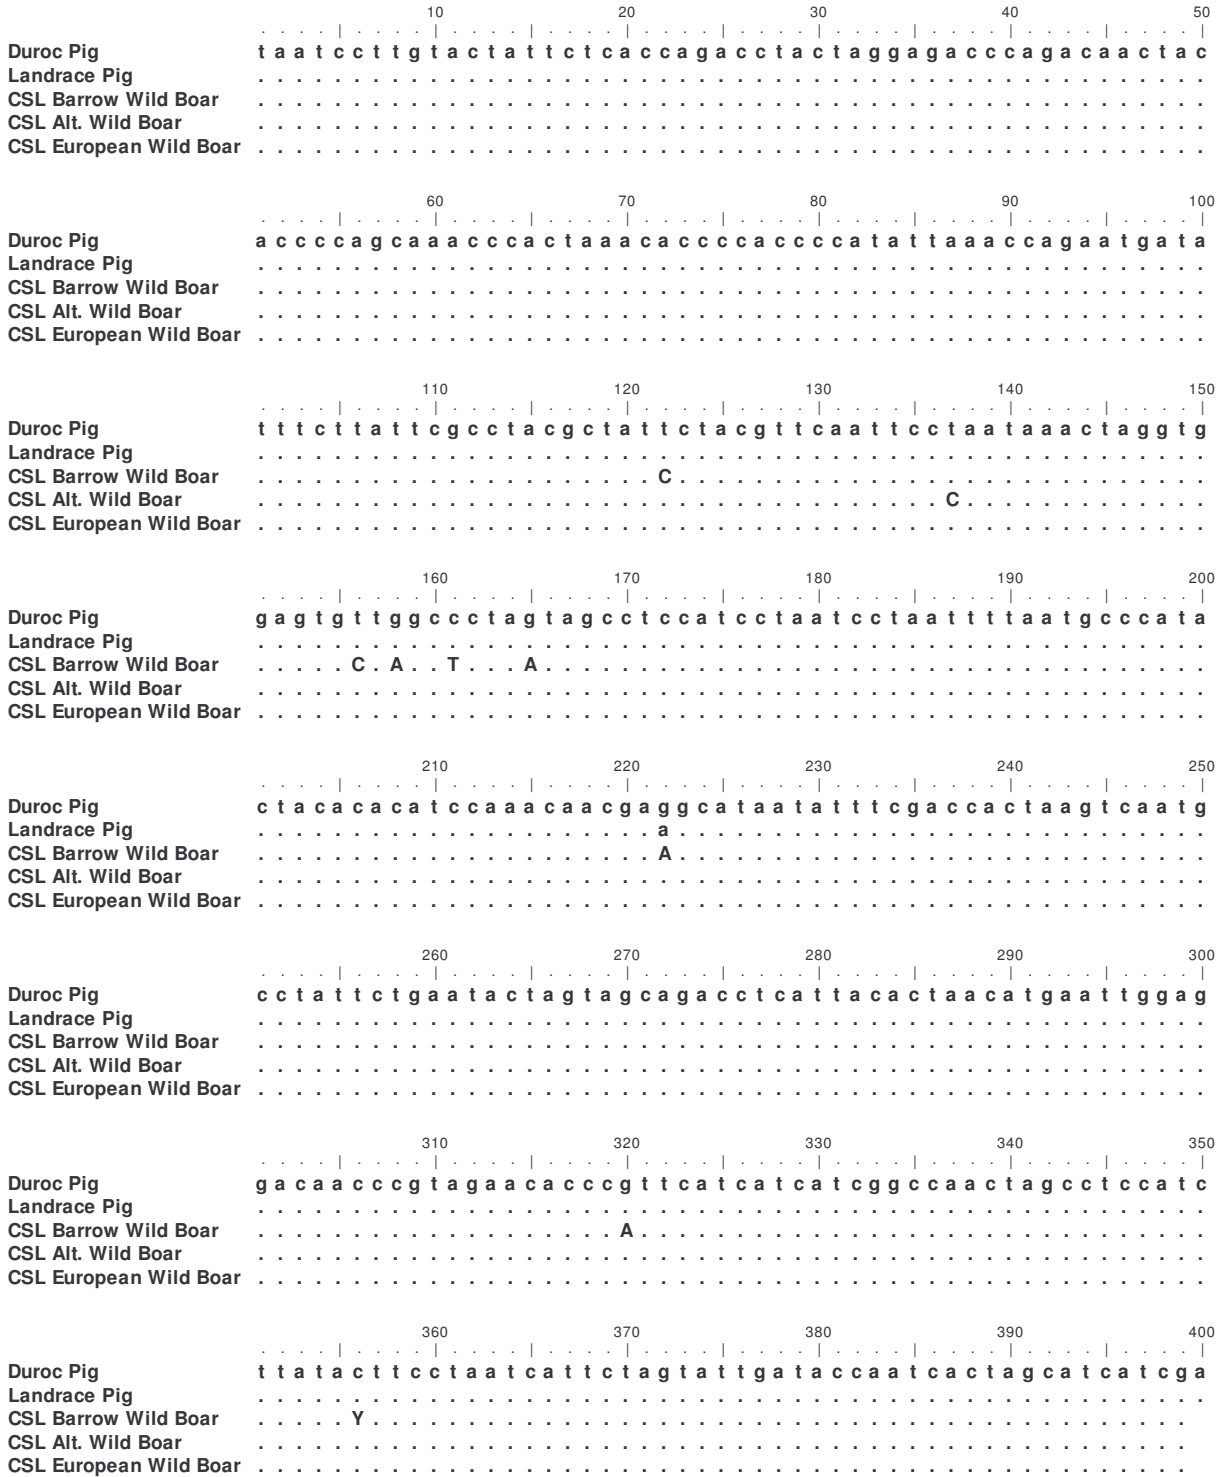 10 20 30 40 50
. . . . | . . . . | . . . . | . . . . | . . . . | . . . . | . . . . | . . . . | . . . . | . . . . |
Duroc Pig t a a t c c t t g t a c t a t t c t c a c c a g a c c t a c t a g g a g a c c c a g a c a a c t a c
Landrace Pig . . . . . . . . . . . . . . . . . . . . . . . . . . . . . . . . . . . . . . . . . . . . . . . . . .
CSL Barrow Wild Boar . . . . . . . . . . . . . . . . . . . . . . . . . . . . . . . . . . . . . . . . . . . . . . . . . .
CSL Alt. Wild Boar . . . . . . . . . . . . . . . . . . . . . . . . . . . . . . . . . . . . . . . . . . . . . . . . . .
CSL European Wild Boar . . . . . . . . . . . . . . . . . . . . . . . . . . . . . . . . . . . . . . . . . . . . . . . . . .
60 70 80 90 100
. . . . | . . . . | . . . . | . . . . | . . . . | . . . . | . . . . | . . . . | . . . . | . . . . |
Duroc Pig a c c c c a g c a a a c c c a c t a a a c a c c c c a c c c c a t a t t a a a c c a g a a t g a t a
Landrace Pig . . . . . . . . . . . . . . . . . . . . . . . . . . . . . . . . . . . . . . . . . . . . . . . . . .
CSL Barrow Wild Boar . . . . . . . . . . . . . . . . . . . . . . . . . . . . . . . . . . . . . . . . . . . . . . . . . .
CSL Alt. Wild Boar . . . . . . . . . . . . . . . . . . . . . . . . . . . . . . . . . . . . . . . . . . . . . . . . . .
CSL European Wild Boar . . . . . . . . . . . . . . . . . . . . . . . . . . . . . . . . . . . . . . . . . . . . . . . . . .
110 120 130 140 150
. . . . | . . . . | . . . . | . . . . | . . . . | . . . . | . . . . | . . . . | . . . . | . . . . |
Duroc Pig t t t c t t a t t c g c c t a c g c t a t t c t a c g t t c a a t t c c t a a t a a a c t a g g t g
Landrace Pig . . . . . . . . . . . . . . . . . . . . . . . . . . . . . . . . . . . . . . . . . . . . . . . . . .
CSL Barrow Wild Boar . . . . . . . . . . . . . . . . . . . . . C . . . . . . . . . . . . . . . . . . . . . . . . . . . .
CSL Alt. Wild Boar . . . . . . . . . . . . . . . . . . . . . . . . . . . . . . . . . . . . C . . . . . . . . . . . . .
CSL European Wild Boar . . . . . . . . . . . . . . . . . . . . . . . . . . . . . . . . . . . . . . . . . . . . . . . . . .
160 170 180 190 200
. . . . | . . . . | . . . . | . . . . | . . . . | . . . . | . . . . | . . . . | . . . . | . . . . |
Duroc Pig g a g t g t t g g c c c t a g t a g c c t c c a t c c t a a t c c t a a t t t t a a t g c c c a t a
Landrace Pig . . . . . . . . . . . . . . . . . . . . . . . . . . . . . . . . . . . . . . . . . . . . . . . . . .
CSL Barrow Wild Boar . . . . . C . A . . T . . . A . . . . . . . . . . . . . . . . . . . . . . . . . . . . . . . . . . .
CSL Alt. Wild Boar . . . . . . . . . . . . . . . . . . . . . . . . . . . . . . . . . . . . . . . . . . . . . . . . . .
CSL European Wild Boar . . . . . . . . . . . . . . . . . . . . . . . . . . . . . . . . . . . . . . . . . . . . . . . . . .
210 220 230 240 250
. . . . | . . . . | . . . . | . . . . | . . . . | . . . . | . . . . | . . . . | . . . . | . . . . |
Duroc Pig c t a c a c a c a t c c a a a c a a c g a g g c a t a a t a t t t c g a c c a c t a a g t c a a t g
Landrace Pig . . . . . . . . . . . . . . . . . . . . . a . . . . . . . . . . . . . . . . . . . . . . . . . . . .
CSL Barrow Wild Boar . . . . . . . . . . . . . . . . . . . . . A . . . . . . . . . . . . . . . . . . . . . . . . . . . .
CSL Alt. Wild Boar . . . . . . . . . . . . . . . . . . . . . . . . . . . . . . . . . . . . . . . . . . . . . . . . . .
CSL European Wild Boar . . . . . . . . . . . . . . . . . . . . . . . . . . . . . . . . . . . . . . . . . . . . . . . . . .
260 270 280 290 300
. . . . | . . . . | . . . . | . . . . | . . . . | . . . . | . . . . | . . . . | . . . . | . . . . |
Duroc Pig c c t a t t c t g a a t a c t a g t a g c a g a c c t c a t t a c a c t a a c a t g a a t t g g a g
Landrace Pig . . . . . . . . . . . . . . . . . . . . . . . . . . . . . . . . . . . . . . . . . . . . . . . . . .
CSL Barrow Wild Boar . . . . . . . . . . . . . . . . . . . . . . . . . . . . . . . . . . . . . . . . . . . . . . . . . .
CSL Alt. Wild Boar . . . . . . . . . . . . . . . . . . . . . . . . . . . . . . . . . . . . . . . . . . . . . . . . . .
CSL European Wild Boar . . . . . . . . . . . . . . . . . . . . . . . . . . . . . . . . . . . . . . . . . . . . . . . . . .
310 320 330 340 350
. . . . | . . . . | . . . . | . . . . | . . . . | . . . . | . . . . | . . . . | . . . . | . . . . |
Duroc Pig g a c a a c c c g t a g a a c a c c c g t t c a t c a t c a t c g g c c a a c t a g c c t c c a t c
Landrace Pig . . . . . . . . . . . . . . . . . . . . . . . . . . . . . . . . . . . . . . . . . . . . . . . . . .
CSL Barrow Wild Boar . . . . . . . . . . . . . . . . . . . A . . . . . . . . . . . . . . . . . . . . . . . . . . . . . .
CSL Alt. Wild Boar . . . . . . . . . . . . . . . . . . . . . . . . . . . . . . . . . . . . . . . . . . . . . . . . . .
CSL European Wild Boar . . . . . . . . . . . . . . . . . . . . . . . . . . . . . . . . . . . . . . . . . . . . . . . . . .
360 370 380 390 400
. . . . | . . . . | . . . . | . . . . | . . . . | . . . . | . . . . | . . . . | . . . . | . . . . |
Duroc Pig t t a t a c t t c c t a a t c a t t c t a g t a t t g a t a c c a a t c a c t a g c a t c a t c g a
Landrace Pig . . . . . . . . . . . . . . . . . . . . . . . . . . . . . . . . . . . . . . . . . . . . . . . . . .
CSL Barrow Wild Boar . . . . . Y . . . . . . . . . . . . . . . . . . . . . . . . . . . . . . . . . . . . . . . . . . .
CSL Alt. Wild Boar . . . . . . . . . . . . . . . . . . . . . . . . . . . . . . . . . . . . . . . . . . . . . . . . .
CSL European Wild Boar . . . . . . . . . . . . . . . . . . . . . . . . . . . . . . . . . . . . . . . . . . . . . . . . .